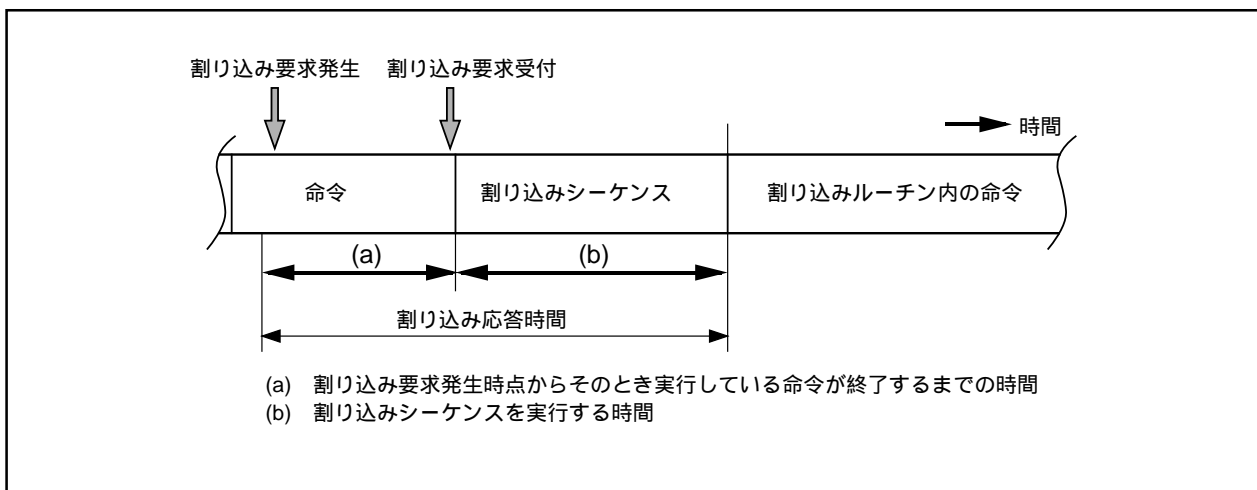 割り込み要求発生 割り込み要求受付
時間
命令 割り込みシーケンス 割り込みルーチン内の命令
(a) (b)
割り込み応答時間
(a) 割り込み要求発生時点からそのとき実行している命令が終了するまでの時間
(b) 割り込みシーケンスを実行する時間